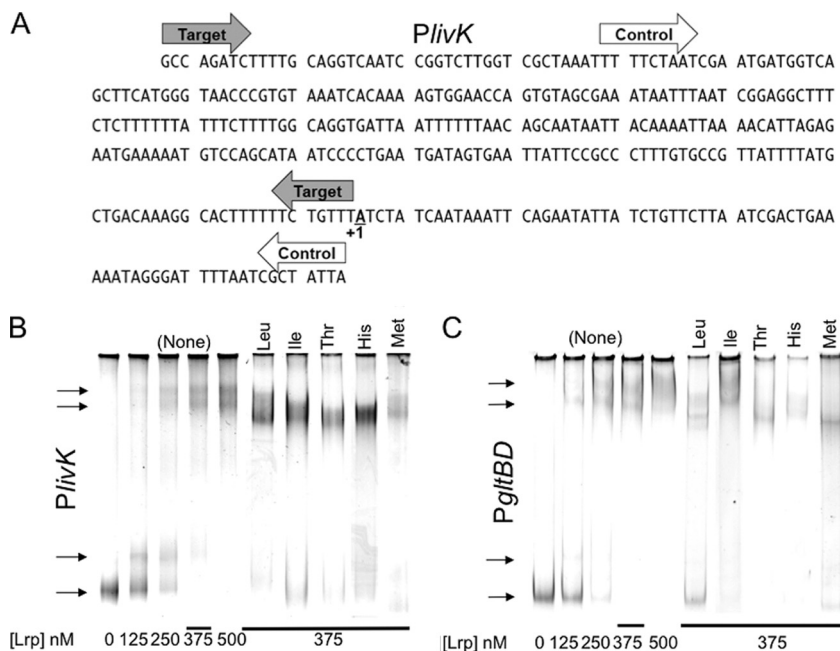 A
Target PlivK Control
GCC AGATCTTTTG CAGGTCAATC CGGTCTTGGT CGCTAAATTT TTCTAATCGA ATGATGGTCA
GCTTCATGGG TAACCCGTGT AAATCACAAA AGTGGAACCA GTGTAGCGAA ATAATTTAAT CGGAGGCTTT
CTCTTTTTTA TTTCTTTTGG CAGGTGATTA ATTTTTTAAC AGCAATAATT ACAAAATTAA AACATTAGAG
AATGAAAAAT GTCCAGCATA ATCCCCTGAA TGATAGTGAA TTATTCCGCC CTTTGTGCCG TTATTTTATG
Target
CTGACAAAGG CACTTTTTTC TGTTTATCTA TCAATAAATT CAGAATATTA TCTGTTCTTA ATCGACTGAA
+1
Control
AAATAGGGAT TTTAATCGCT ATTA
B
(None) Leu Ile Thr His Met
PlivK
[Lrp] nM 0 125 250 375 500 375
C
(None) Leu Ile Thr His Met
PgltBD
[Lrp] nM 0 125 250 375 500 375